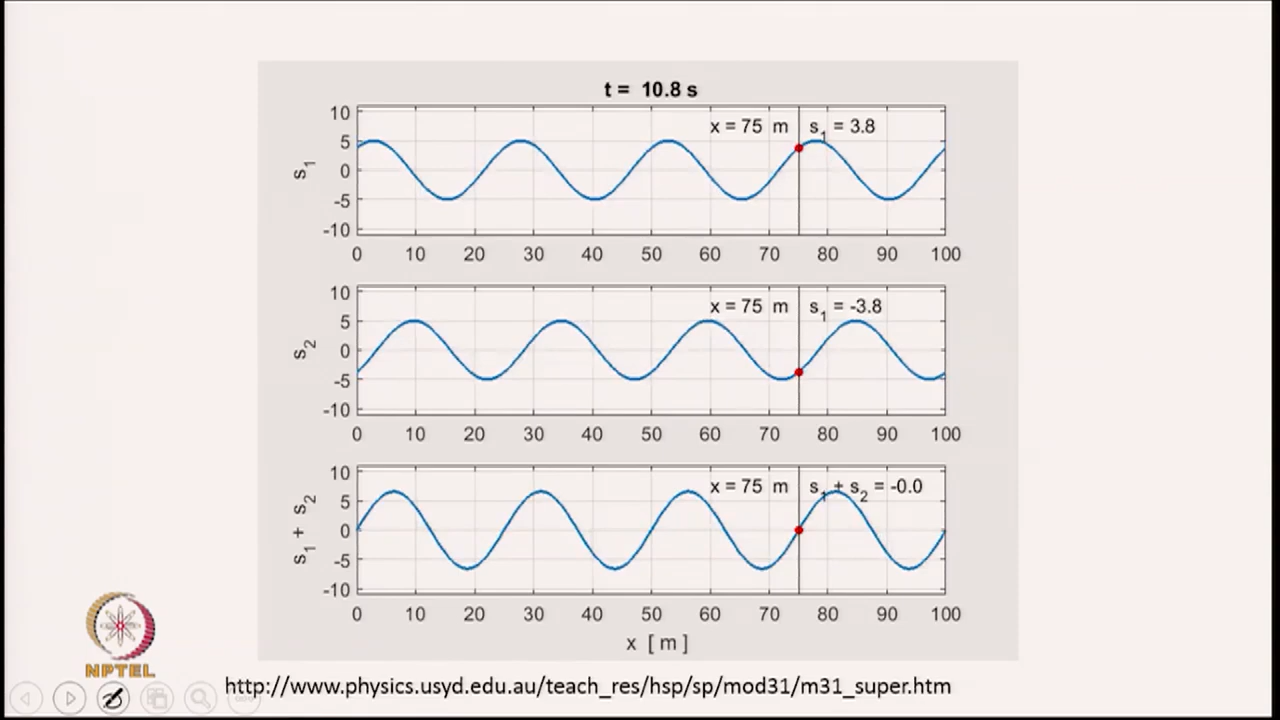 t = 10.8 s
10
5
0
-5
-10
s1
x = 75 m
s1 = 3.8
0 10 20 30 40 50 60 70 80 90 100
10
5
0
-5
-10
s2
x = 75 m
s1 = -3.8
0 10 20 30 40 50 60 70 80 90 100
10
5
0
-5
-10
s1 + s2
x = 75 m
s1 + s2 = -0.0
0 10 20 30 40 50 60 70 80 90 100
x [ m ]
NPTEL
http://www.physics.usyd.edu.au/teach_res/hsp/sp/mod31/m31_super.htm